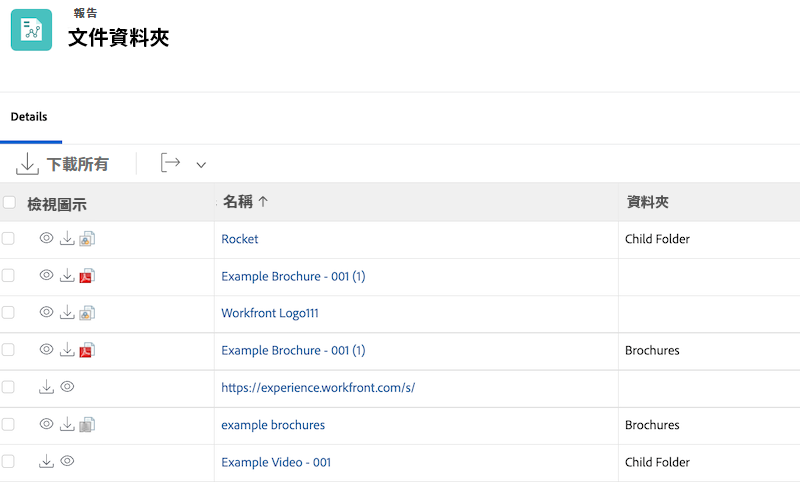 報告
文件資料夾
Details
下載所有
檢視圖示 名稱 ↑ 資料夾
Rocket Child Folder
Example Brochure - 001 (1)
Workfront Logo111
Example Brochure - 001 (1) Brochures
https://experience.workfront.com/s/
example brochures Brochures
Example Video - 001 Child Folder